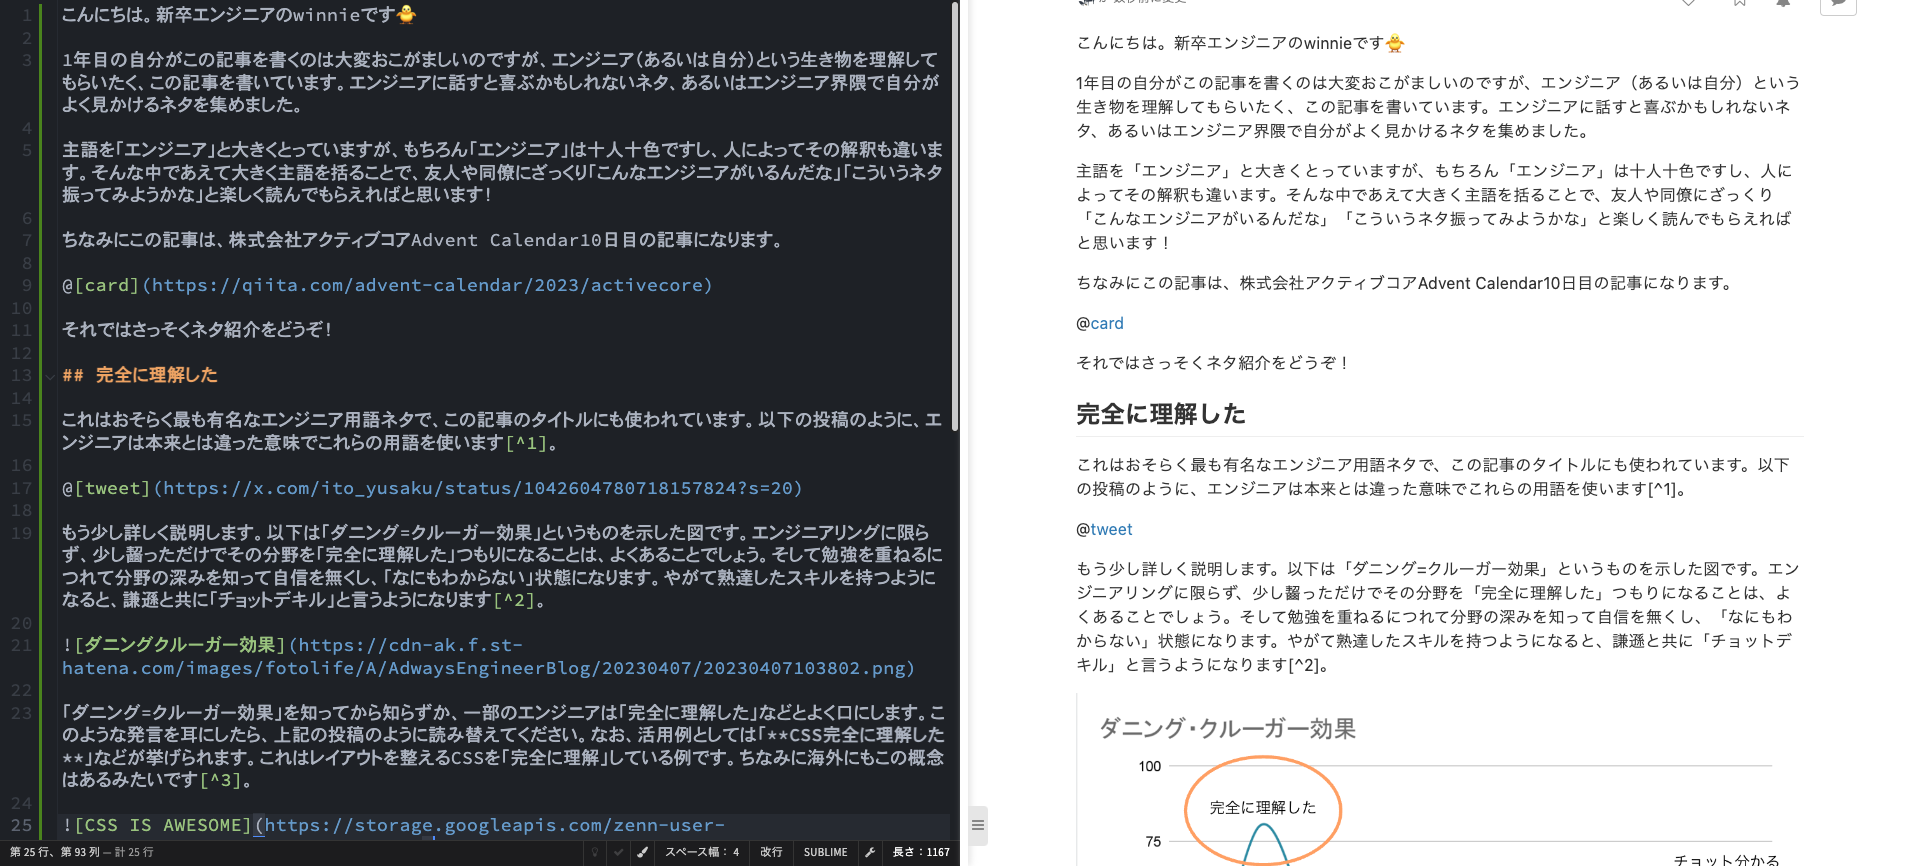 1 こんにちは。新卒エンジニアのwinnieです🐥
2
3 1年目の自分がこの記事を書くのは大変おこがましいのですが、エンジニア(あるいは自分)という生き物を理解して
もらいたく、この記事を書いています。エンジニアに話すと喜ぶかもしれないネタ、あるいはエンジニア界隈で自分が
よく見かけるネタを集めました。
4
5 主語を「エンジニア」と大きくとっていますが、もちろん「エンジニア」は十人十色ですし、人によってその解釈も違いま
す。そんな中であえて大きく主語を括ることで、友人や同僚にざっくり「こんなエンジニアがいるんだな」「こういうネタ
振ってみようかな」と楽しく読んでもらえればと思います!
6
7 ちなみにこの記事は、株式会社アクティブコアAdvent Calendar10日目の記事になります。
8
9 @[card](https://qiita.com/advent-calendar/2023/activecore)
10
11 それではさっそくネタ紹介をどうぞ!
12
13 ## 完全に理解した
14
15 これはおそらく最も有名なエンジニア用語ネタで、この記事のタイトルにも使われています。以下の投稿のように、エ
ンジニアは本来とは違った意味でこれらの用語を使います[^1]。
16
17 @[tweet](https://x.com/ito_yusaku/status/1042604780718157824?s=20)
18
19 もう少し詳しく説明します。以下は「ダニング=クルーガー効果」というものを示した図です。エンジニアリングに限ら
ず、少し齧っただけでその分野を「完全に理解した」つもりになることは、よくあることでしょう。そして勉強を重ねるに
つれて分野の深みを知って自信を無くし、「なにもわからない」状態になります。やがて熟達したスキルを持つように
なると、謙遜と共に「チョットデキル」と言うようになります[^2]。
20
21 ![ダニングクルーガー効果](https://cdn-ak.f.st-
hatena.com/images/fotolife/A/AdwaysEngineerBlog/20230407/20230407103802.png)
22
23 「ダニング=クルーガー効果」を知ってから知らずか、一部のエンジニアは「完全に理解した」などとよく口にします。こ
のような発言を耳にしたら、上記の投稿のように読み替えてください。なお、活用例としては「**CSS完全に理解した
**」などが挙げられます。これはレイアウトを整えるCSSを「完全に理解」している例です。ちなみに海外にもこの概念
はあるみたいです[^3]。
24
25 ![CSS IS AWESOME](https://storage.googleapis.com/zenn-user-
第 25 行、第 93 列 — 計 25 行
スペース幅: 4 改行 SUBLIME 長さ: 1167
こんにちは。新卒エンジニアのwinnieです🐥
1年目の自分がこの記事を書くのは大変おこがましいのですが、エンジニア（あるいは自分）という
生き物を理解してもらいたく、この記事を書いています。エンジニアに話すと喜ぶかもしれないネ
タ、あるいはエンジニア界隈で自分がよく見かけるネタを集めました。
主語を「エンジニア」と大きくとっていますが、もちろん「エンジニア」は十人十色ですし、人に
よってその解釈も違います。そんな中であえて大きく主語を括ることで、友人や同僚にざっくり
「こんなエンジニアがいるんだな」「こういうネタ振ってみようかな」と楽しく読んでもらえれば
と思います！
ちなみにこの記事は、株式会社アクティブコアAdvent Calendar10日目の記事になります。
@card
それではさっそくネタ紹介をどうぞ！
完全に理解した
これはおそらく最も有名なエンジニア用語ネタで、この記事のタイトルにも使われています。以下
の投稿のように、エンジニアは本来とは違った意味でこれらの用語を使います[^1]。
@tweet
もう少し詳しく説明します。以下は「ダニング=クルーガー効果」というものを示した図です。エン
ジニアリングに限らず、少し齧っただけでその分野を「完全に理解した」つもりになることは、よ
くあることでしょう。そして勉強を重ねるにつれて分野の深みを知って自信を無くし、「なにもわ
からない」状態になります。やがて熟達したスキルを持つようになると、謙遜と共に「チョットデ
キル」と言うようになります[^2]。
ダニング・クルーガー効果
100
完全に理解した
75
チョット分かる